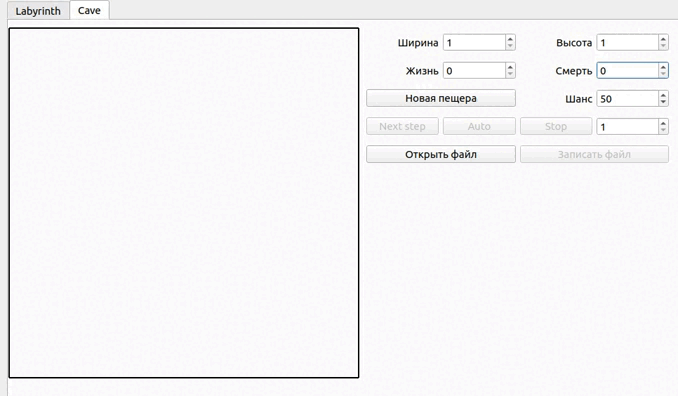 Labyrinth Cave
Ширина 1 Высота 1
Жизнь 0 Смерть 0
Новая пещера Шанс 50
Next step Auto Stop 1
Открыть файл Записать файл